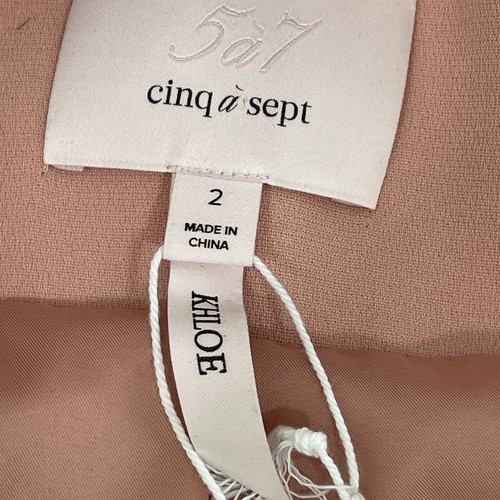 5à7
cinq à sept
2
MADE IN
CHINA
KHLOE